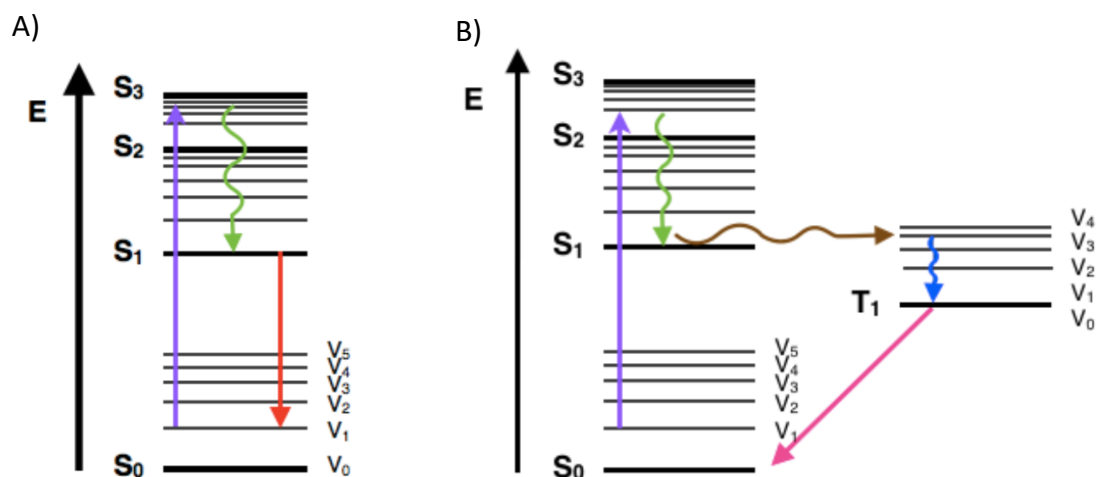 A)
E
S₃
S₂
S₁
V₅
V₄
V₃
V₂
V₁
S₀
V₀
B)
E
S₃
S₂
S₁
V₅
V₄
V₃
V₂
V₁
S₀
V₄
V₃
V₂
T₁
V₁
V₀